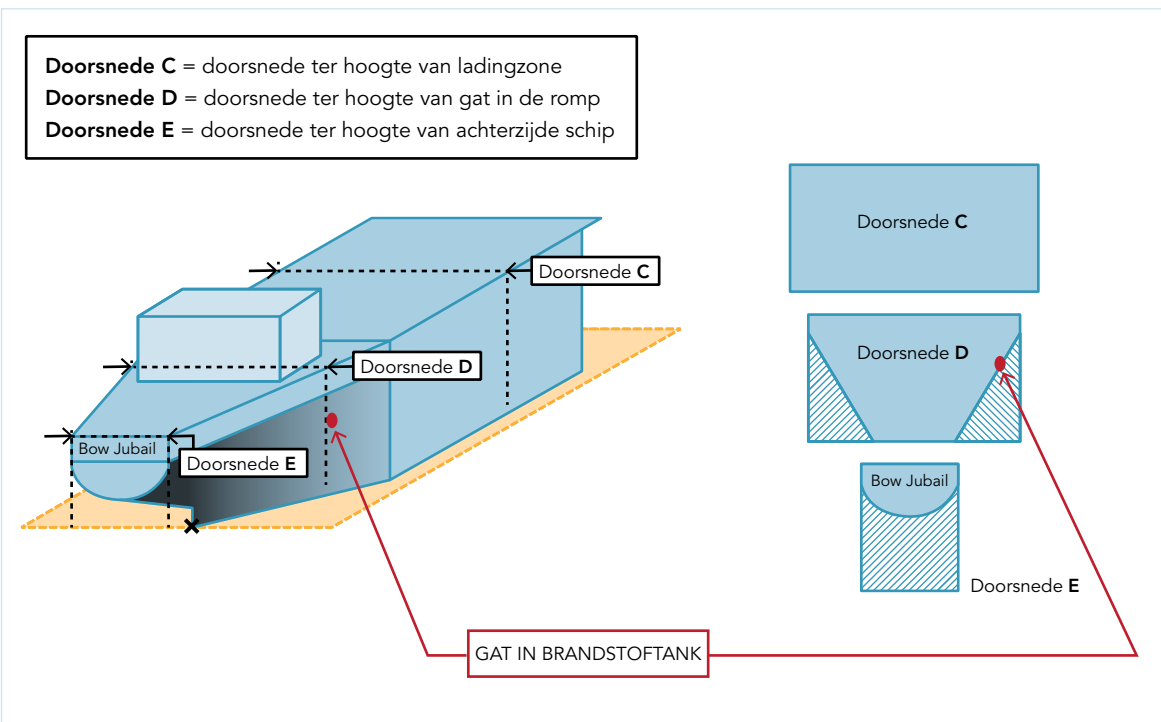 Doorsnede C = doorsnede ter hoogte van ladingzone
Doorsnede D = doorsnede ter hoogte van gat in de romp
Doorsnede E = doorsnede ter hoogte van achterzijde schip
Doorsnede C
Doorsnede D
Bow Jubail
Doorsnede E
Doorsnede C
Doorsnede D
Bow Jubail
Doorsnede E
GAT IN BRANDSTOFTANK